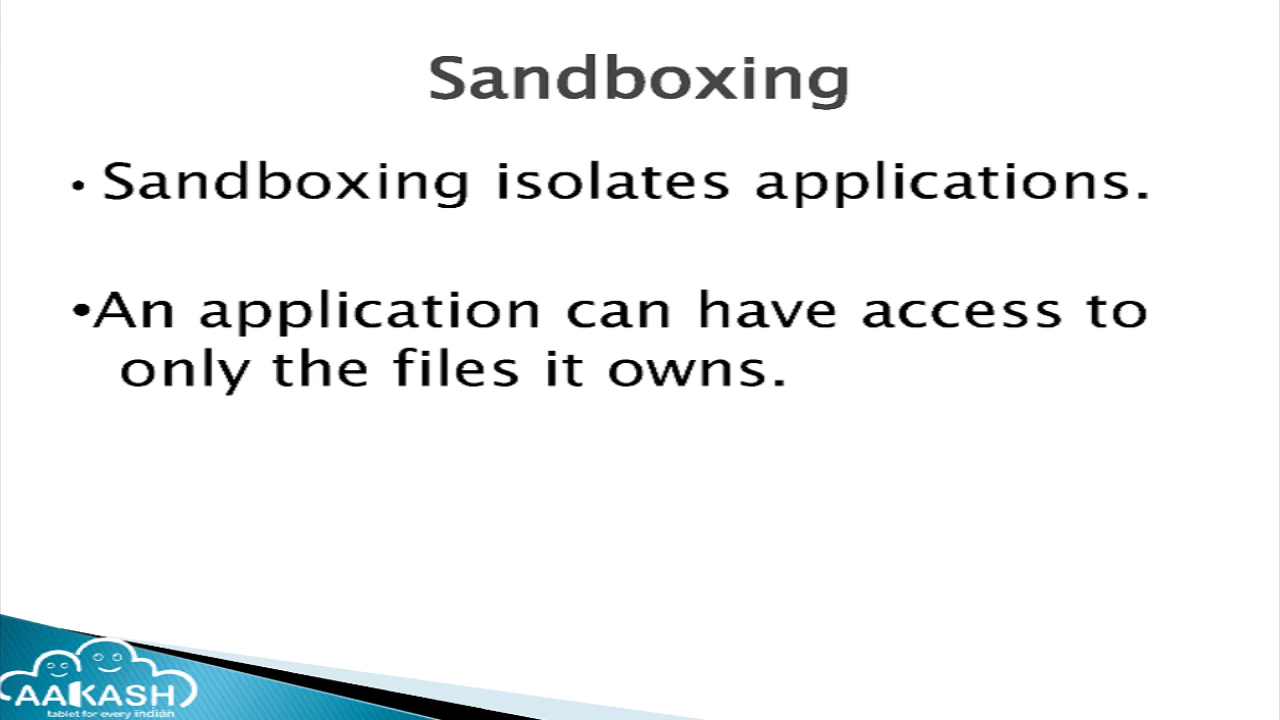 Sandboxing
• Sandboxing isolates applications.
•An application can have access to
only the files it owns.
AAKASH
tablet for every indian